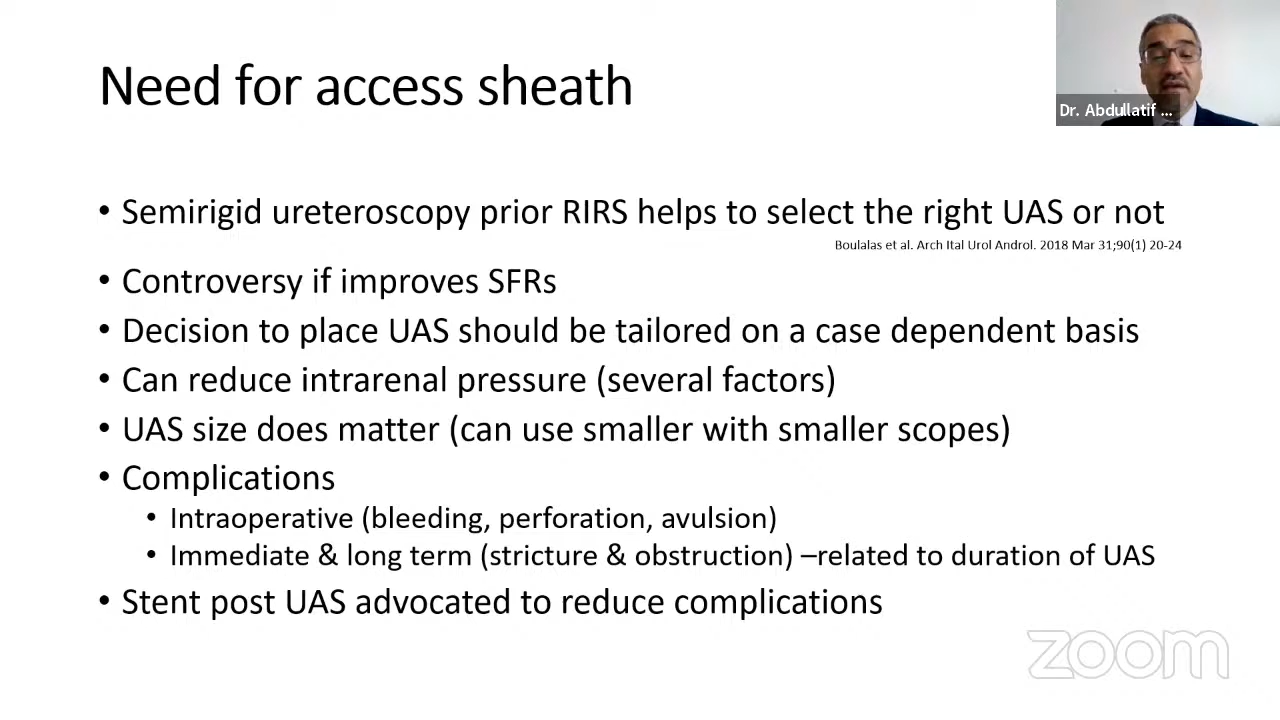 Need for access sheath
Dr. Abdullatif ...
• Semirigid ureteroscopy prior RIRS helps to select the right UAS or not
Boulalas et al. Arch Ital Urol Androl. 2018 Mar 31;90(1) 20-24
• Controversy if improves SFRs
• Decision to place UAS should be tailored on a case dependent basis
• Can reduce intrarenal pressure (several factors)
• UAS size does matter (can use smaller with smaller scopes)
• Complications
• Intraoperative (bleeding, perforation, avulsion)
• Immediate & long term (stricture & obstruction) –related to duration of UAS
• Stent post UAS advocated to reduce complications
zoom